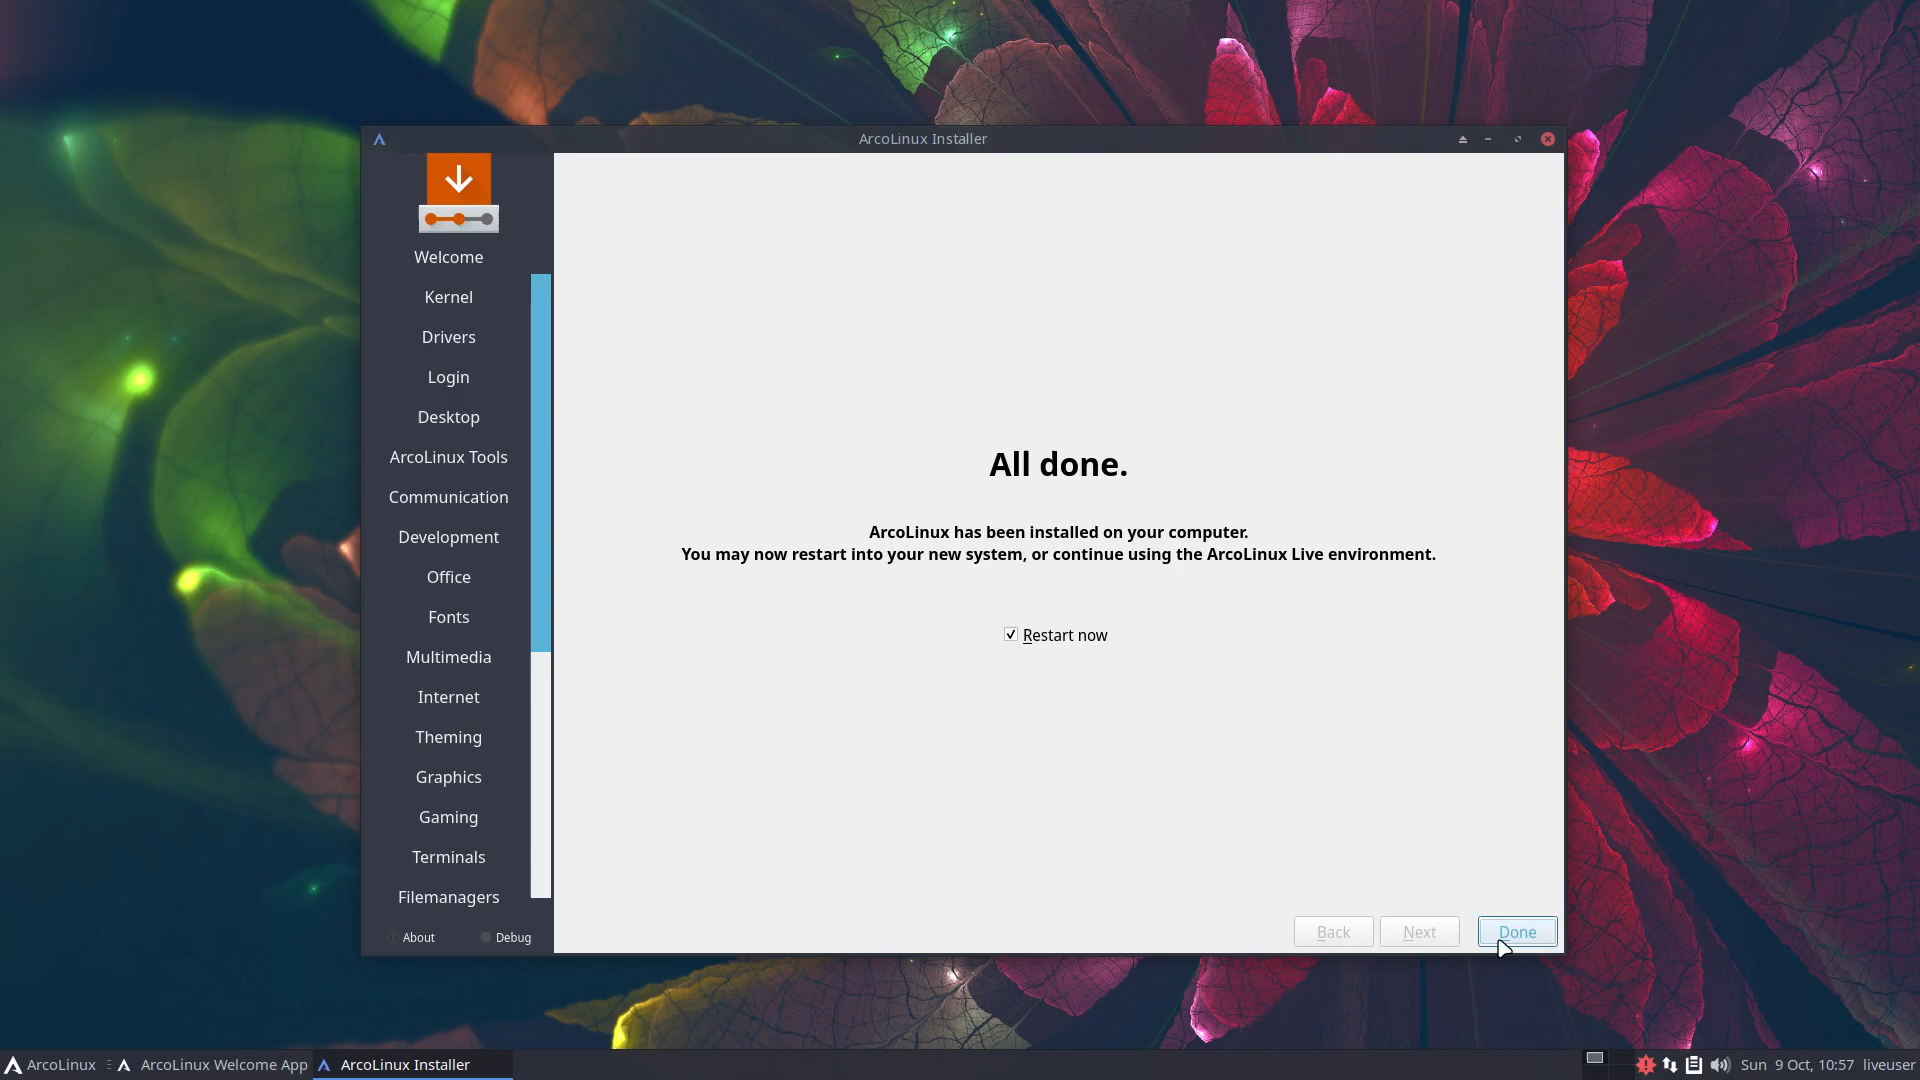 ArcoLinux Installer
Welcome
Kernel
Drivers
Login
Desktop
ArcoLinux Tools
Communication
Development
Office
Fonts
Multimedia
Internet
Theming
Graphics
Gaming
Terminals
Filemanagers
About
Debug
All done.
ArcoLinux has been installed on your computer.
You may now restart into your new system, or continue using the ArcoLinux Live environment.
Restart now
Back
Next
Done
ArcoLinux
ArcoLinux Welcome App
ArcoLinux Installer
Sun 9 Oct, 10:57
liveuser